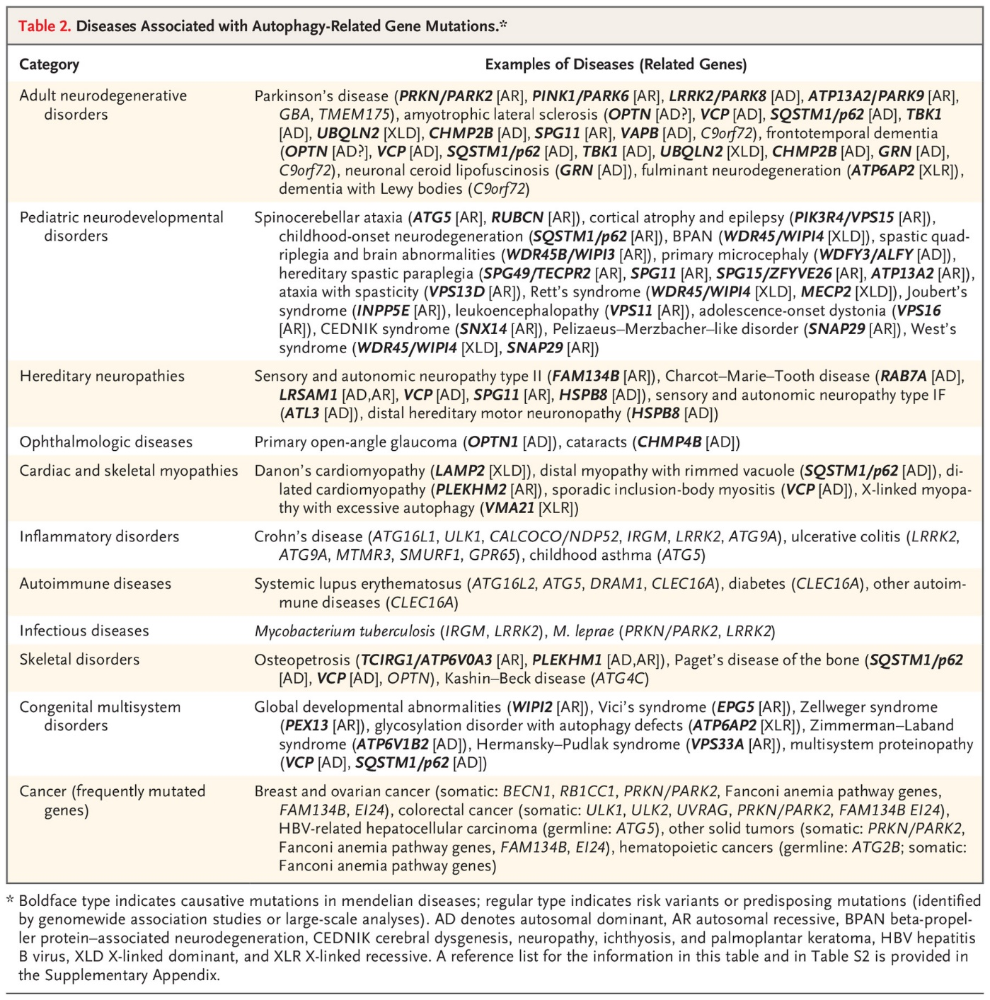 Table 2. Diseases Associated with Autophagy-Related Gene Mutations.*
Category
Examples of Diseases (Related Genes)
Adult neurodegenerative
disorders
Parkinson's disease (PRKN/PARK2 [AR], PINK1/PARK6 [AR], LRRK2/PARK8 [AD], ATP13A2/PARK9 [AR],
GBA, TMEM175), amyotrophic lateral sclerosis (OPTN [AD?], VCP [AD], SQSTM1/p62 [AD], TBK1
[AD], UBQLN2 [XLD], CHMP2B [AD], SPG11 [AR], VAPB [AD], C9orf72), frontotemporal dementia
(OPTN [AD?], VCP [AD], SQSTM1/p62 [AD], TBK1 [AD], UBQLN2 [XLD], CHMP2B [AD], GRN [AD],
C9orf72), neuronal ceroid lipofuscinosis (GRN [AD]), fulminant neurodegeneration (ATP6AP2 [XLR]),
dementia with Lewy bodies (C9orf72)
Pediatric neurodevelopmental
disorders
Spinocerebellar ataxia (ATG5 [AR], RUBCN [AR]), cortical atrophy and epilepsy (PIK3R4/VPS15 [AR]),
childhood-onset neurodegeneration (SQSTM1/p62 [AR]), BPAN (WDR45/WIPI4 [XLD]), spastic quad-
riplegia and brain abnormalities (WDR45B/WIPI3 [AR]), primary microcephaly (WDFY3/ALFY [AD]),
hereditary spastic paraplegia (SPG49/TECPR2 [AR], SPG11 [AR], SPG15/ZFYVE26 [AR], ATP13A2 [AR]),
ataxia with spasticity (VPS13D [AR]), Rett's syndrome (WDR45/WIPI4 [XLD], MECP2 [XLD]), Joubert's
syndrome (INPP5E [AR]), leukoencephalopathy (VPS11 [AR]), adolescence-onset dystonia (VPS16
[AR]), CEDNIK syndrome (SNX14 [AR]), Pelizaeus–Merzbacher–like disorder (SNAP29 [AR]), West's
syndrome (WDR45/WIPI4 [XLD], SNAP29 [AR])
Hereditary neuropathies
Sensory and autonomic neuropathy type II (FAM134B [AR]), Charcot–Marie–Tooth disease (RAB7A [AD],
LRSAM1 [AD,AR], VCP [AD], SPG11 [AR], HSPB8 [AD]), sensory and autonomic neuropathy type IF
(ATL3 [AD]), distal hereditary motor neuronopathy (HSPB8 [AD])
Ophthalmologic diseases
Primary open-angle glaucoma (OPTN1 [AD]), cataracts (CHMP4B [AD])
Cardiac and skeletal myopathies
Danon's cardiomyopathy (LAMP2 [XLD]), distal myopathy with rimmed vacuole (SQSTM1/p62 [AD]), di-
lated cardiomyopathy (PLEKHM2 [AR]), sporadic inclusion-body myositis (VCP [AD]), X-linked myopa-
thy with excessive autophagy (VMA21 [XLR])
Inflammatory disorders
Crohn's disease (ATG16L1, ULK1, CALCOCO/NDP52, IRGM, LRRK2, ATG9A), ulcerative colitis (LRRK2,
ATG9A, MTMR3, SMURF1, GPR65), childhood asthma (ATG5)
Autoimmune diseases
Systemic lupus erythematosus (ATG16L2, ATG5, DRAM1, CLEC16A), diabetes (CLEC16A), other autoim-
mune diseases (CLEC16A)
Infectious diseases
Mycobacterium tuberculosis (IRGM, LRRK2), M. leprae (PRKN/PARK2, LRRK2)
Skeletal disorders
Osteopetrosis (TCIRG1/ATP6V0A3 [AR], PLEKHM1 [AD,AR]), Paget's disease of the bone (SQSTM1/p62
[AD], VCP [AD], OPTN), Kashin–Beck disease (ATG4C)
Congenital multisystem
disorders
Global developmental abnormalities (WIPI2 [AR]), Vici's syndrome (EPG5 [AR]), Zellweger syndrome
(PEX13 [AR]), glycosylation disorder with autophagy defects (ATP6AP2 [XLR]), Zimmerman–Laband
syndrome (ATP6V1B2 [AD]), Hermansky–Pudlak syndrome (VPS33A [AR]), multisystem proteinopathy
(VCP [AD], SQSTM1/p62 [AD])
Cancer (frequently mutated
genes)
Breast and ovarian cancer (somatic: BECN1, RB1CC1, PRKN/PARK2, Fanconi anemia pathway genes,
FAM134B, EI24), colorectal cancer (somatic: ULK1, ULK2, UVRAG, PRKN/PARK2, FAM134B EI24),
HBV-related hepatocellular carcinoma (germline: ATG5), other solid tumors (somatic: PRKN/PARK2,
Fanconi anemia pathway genes, FAM134B, EI24), hematopoietic cancers (germline: ATG2B; somatic:
Fanconi anemia pathway genes)
* Boldface type indicates causative mutations in mendelian diseases; regular type indicates risk variants or predisposing mutations (identified
by genomewide association studies or large-scale analyses). AD denotes autosomal dominant, AR autosomal recessive, BPAN beta-propel-
ler protein–associated neurodegeneration, CEDNIK cerebral dysgenesis, neuropathy, ichthyosis, and palmoplantar keratoma, HBV hepatitis
B virus, XLD X-linked dominant, and XLR X-linked recessive. A reference list for the information in this table and in Table S2 is provided in
the Supplementary Appendix.